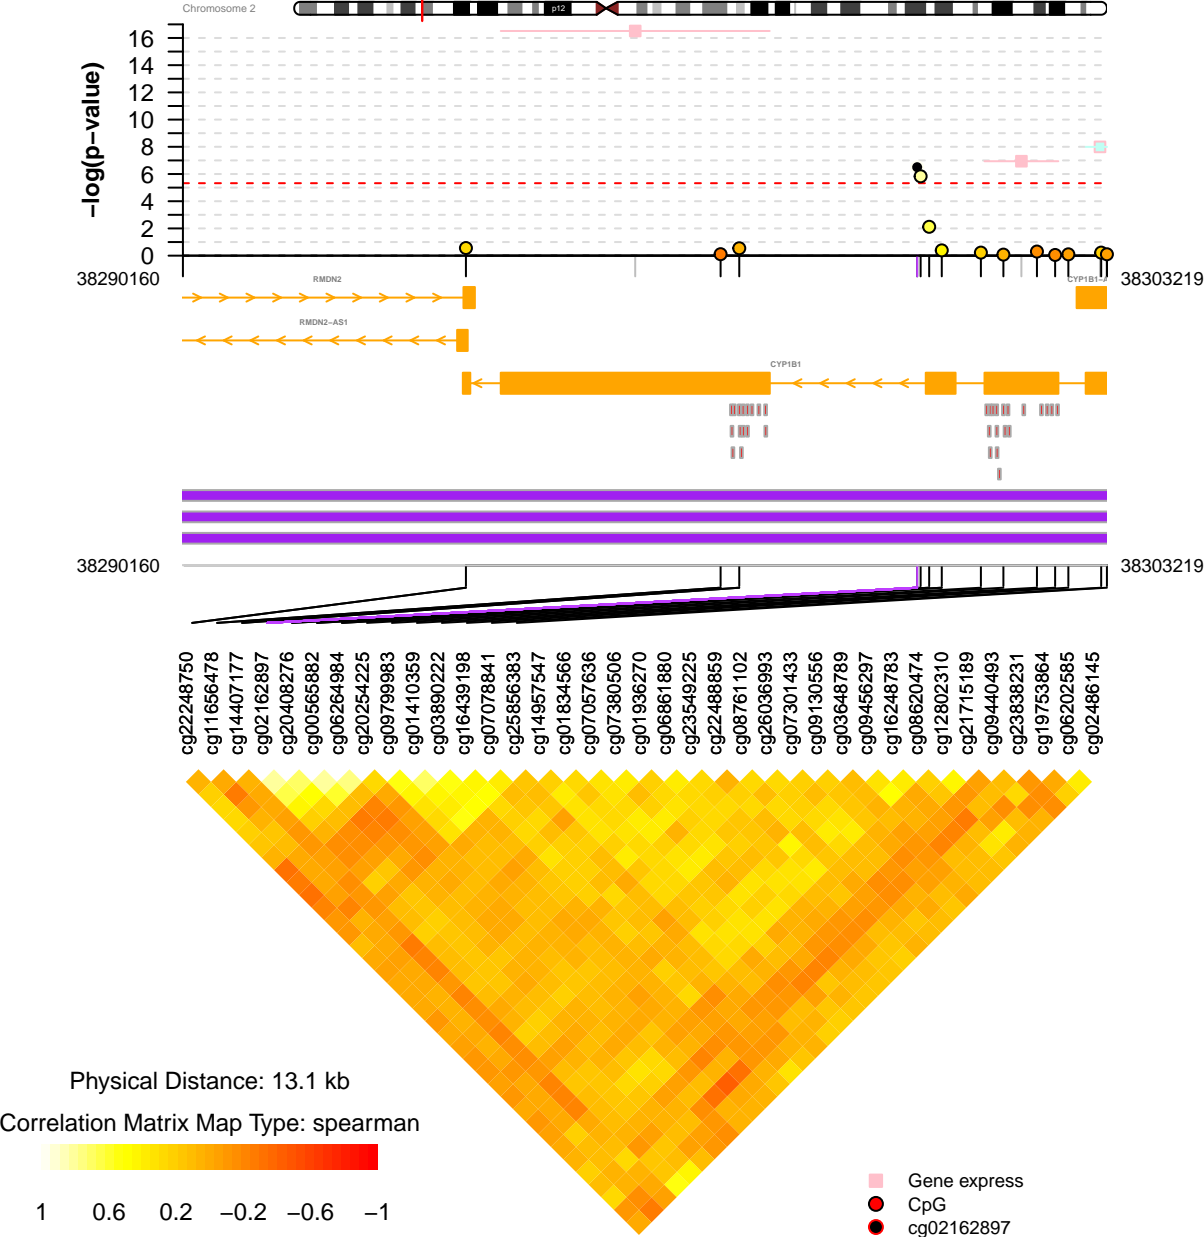 Chromosome 2
p12
−log(p−value)
16
14
12
10
8
6
4
2
0
38290160
38303219
RMDN2
CYP1B1−A
RMDN2−AS1
CYP1B1
38290160
38303219
cg22248750
cg11656478
cg14407177
cg02162897
cg20408276
cg00565882
cg06264984
cg20254225
cg09799983
cg01410359
cg03890222
cg16439198
cg07078841
cg25856383
cg14957547
cg01834566
cg07057636
cg07380506
cg01936270
cg06861880
cg23549225
cg22488859
cg08761102
cg26036993
cg07301433
cg09130556
cg03648789
cg09456297
cg16248783
cg08620474
cg12802310
cg21715189
cg09440493
cg23838231
cg19753864
cg06202585
cg02486145
Physical Distance: 13.1 kb
Correlation Matrix Map Type: spearman
1 0.6 0.2 −0.2 −0.6 −1
Gene express
CpG
cg02162897